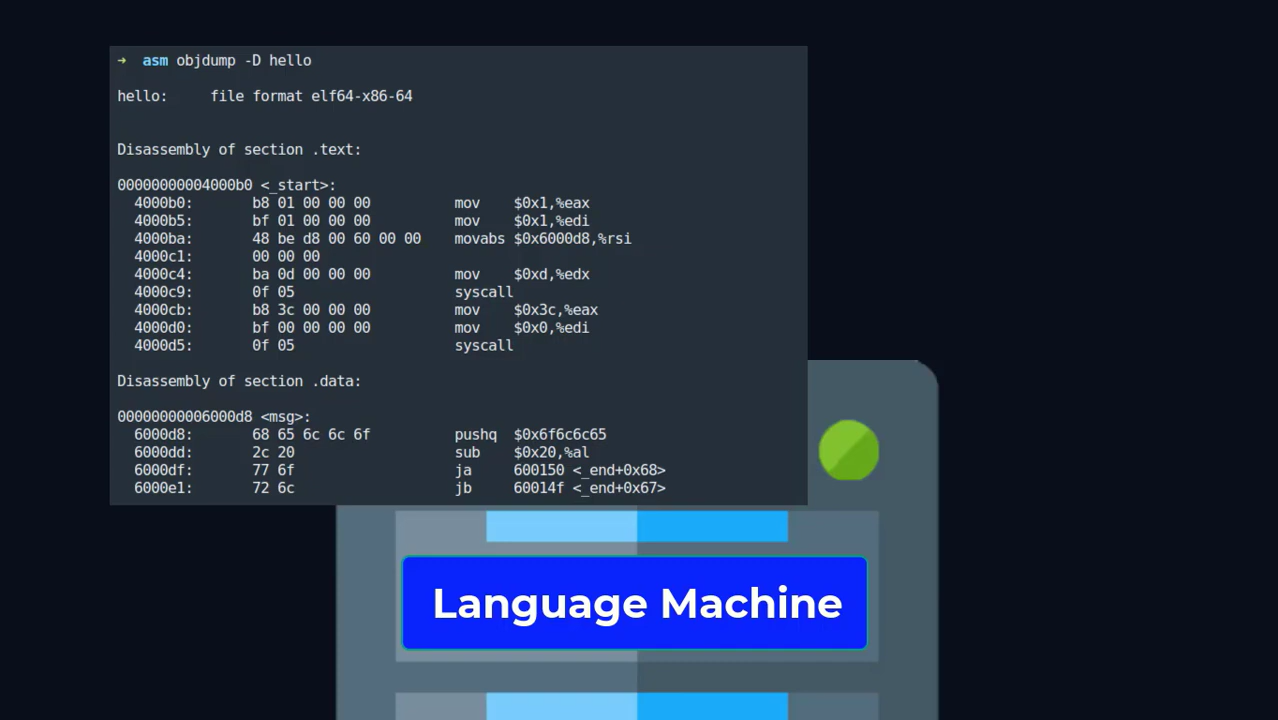 ➜ asm objdump -D hello
hello: file format elf64-x86-64
Disassembly of section .text:
00000000004000b0 <_start>:
4000b0: b8 01 00 00 00 mov $0x1,%eax
4000b5: bf 01 00 00 00 mov $0x1,%edi
4000ba: 48 be d8 00 60 00 00 movabs $0x6000d8,%rsi
4000c1: 00 00 00
4000c4: ba 0d 00 00 00 mov $0xd,%edx
4000c9: 0f 05 syscall
4000cb: b8 3c 00 00 00 mov $0x3c,%eax
4000d0: bf 00 00 00 00 mov $0x0,%edi
4000d5: 0f 05 syscall
Disassembly of section .data:
00000000006000d8 <msg>:
6000d8: 68 65 6c 6c 6f pushq $0x6f6c6c65
6000dd: 2c 20 sub $0x20,%al
6000df: 77 6f ja 600150 <_end+0x68>
6000e1: 72 6c jb 60014f <_end+0x67>
Language Machine